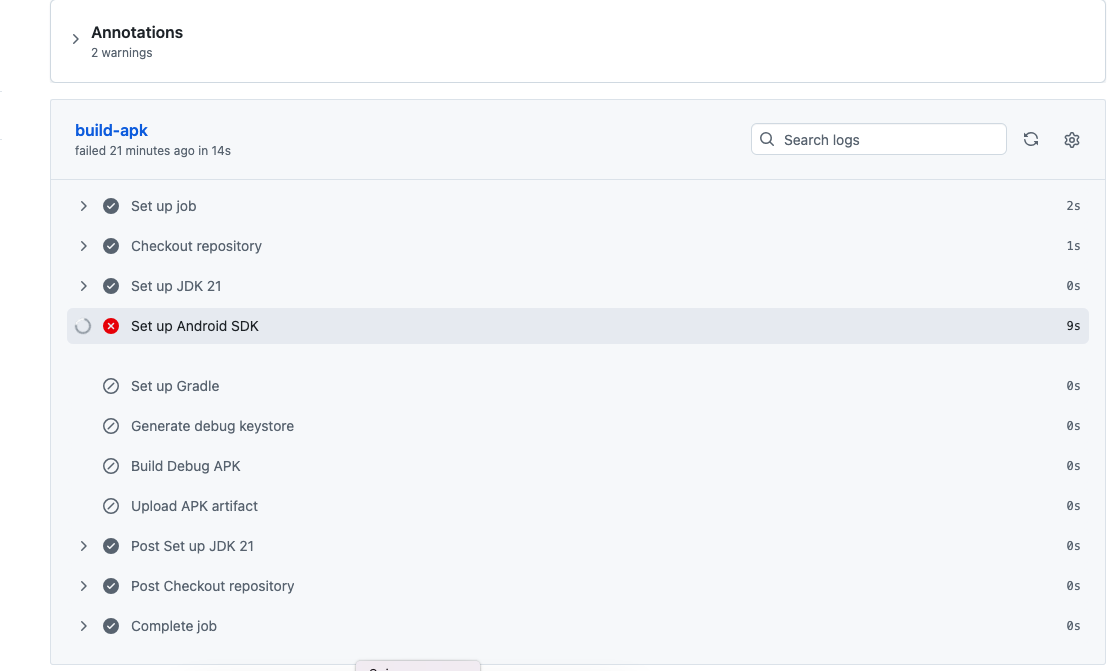 Annotations
2 warnings
build-apk
failed 21 minutes ago in 14s
Search logs
Set up job 2s
Checkout repository 1s
Set up JDK 21 0s
Set up Android SDK 9s
Set up Gradle 0s
Generate debug keystore 0s
Build Debug APK 0s
Upload APK artifact 0s
Post Set up JDK 21 0s
Post Checkout repository 0s
Complete job 0s